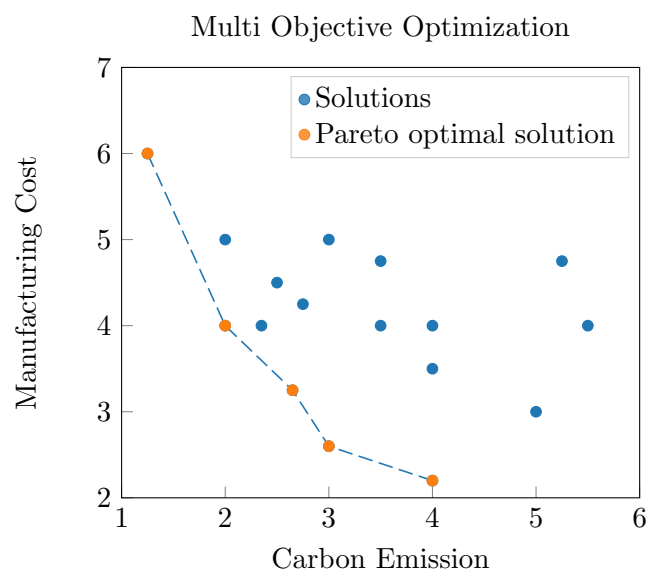 Multi Objective Optimization
7
6
5
4
3
2
Manufacturing Cost
Solutions
Pareto optimal solution
1 2 3 4 5 6
Carbon Emission